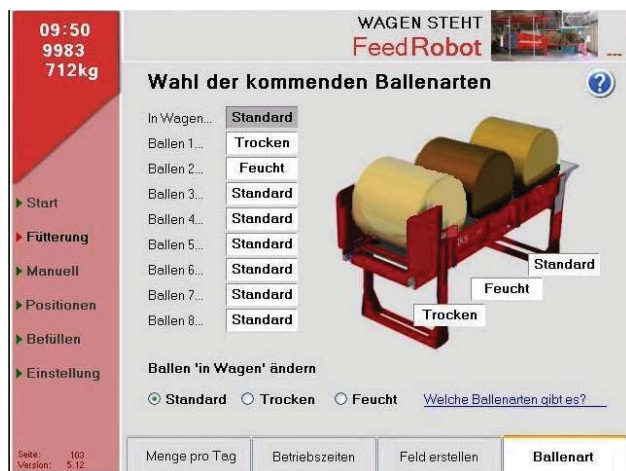 09:50
9983
712kg
WAGEN STEHT
FeedRobot
Wahl der kommenden Ballenarten
In Wagen... Standard
Ballen 1... Trocken
Ballen 2... Feucht
Ballen 3... Standard
Ballen 4... Standard
Ballen 5... Standard
Ballen 6... Standard
Ballen 7... Standard
Ballen 8... Standard
Standard
Feucht
Trocken
Start
Fütterung
Manuell
Positionen
Befüllen
Einstellung
Ballen 'in Wagen' ändern
Standard Trocken Feucht Welche Ballenarten gibt es?
Seite: 103
Version: 5.12
Menge pro Tag Betriebszeiten Feld erstellen Ballenart